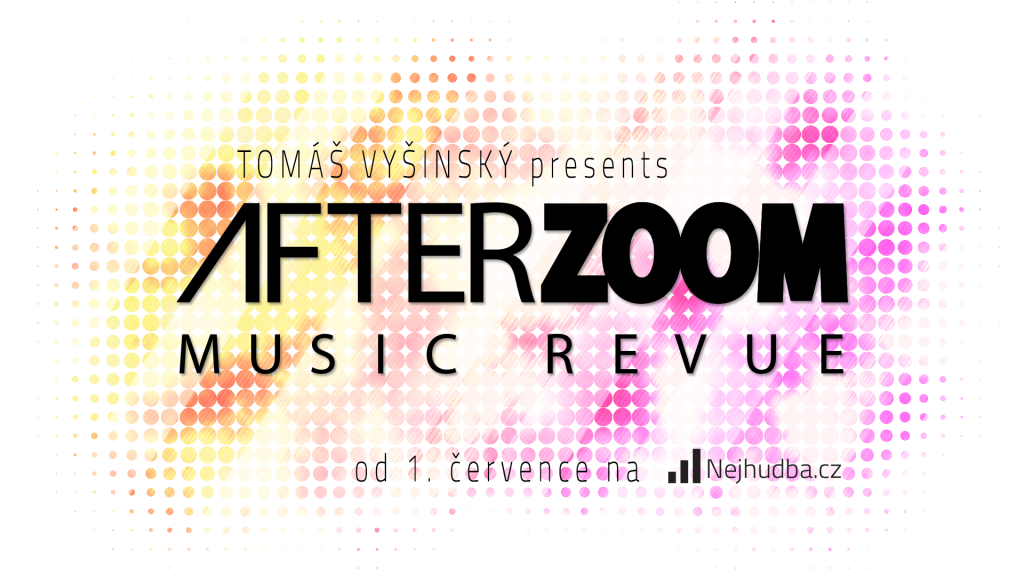 TOMÁŠ VYŠINSKÝ presents
AFTERZOOM
MUSIC REVUE
od 1. července na Nejhudba.cz